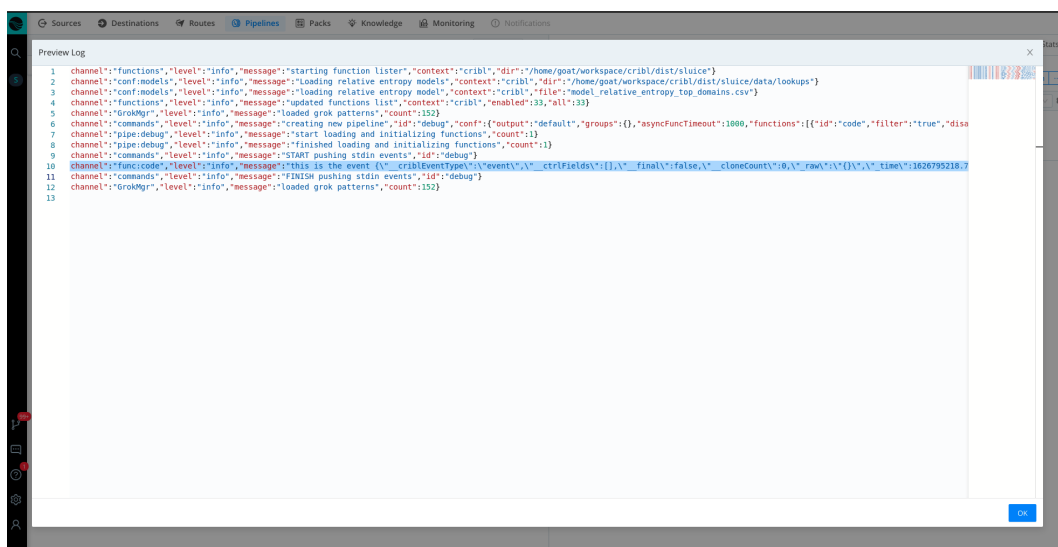 Sources Destinations Routes Pipelines Packs Knowledge Monitoring Notifications
Preview Log
1 channel":"functions","level":"info","message":"starting function lister","context":"cribl","dir":"/home/goat/workspace/cribl/dist/sluice"}
2 channel":"conf:models","level":"info","message":"Loading relative entropy models","context":"cribl","dir":"/home/goat/workspace/cribl/dist/sluice/data/lookups"}
3 channel":"conf:models","level":"info","message":"loading relative entropy model","context":"cribl","file":"model_relative_entropy_top_domains.csv"}
4 channel":"functions","level":"info","message":"updated functions list","context":"cribl","enabled":33,"all":33}
5 channel":"GrokMgr","level":"info","message":"loaded grok patterns","count":152}
6 channel":"commands","level":"info","message":"creating new pipeline","id":"debug","conf":{"output":"default","groups":{},"asyncFuncTimeout":1000,"functions":[{"id":"code","filter":"true","disa
7 channel":"pipe:debug","level":"info","message":"start loading and initializing functions","count":1}
8 channel":"pipe:debug","level":"info","message":"finished loading and initializing functions","count":1}
9 channel":"commands","level":"info","message":"START pushing stdin events","id":"debug"}
10 channel":"func:code","level":"info","message":"this is the event {\"__criblEventType\":\"event\",\"__ctrlFields\":[],\"__final\":false,\"__cloneCount\":0,\"_raw\":\"{}\",\"_time\":1626795218.7
11 channel":"commands","level":"info","message":"FINISH pushing stdin events","id":"debug"}
12 channel":"GrokMgr","level":"info","message":"loaded grok patterns","count":152}
13
S
99+
1
OK